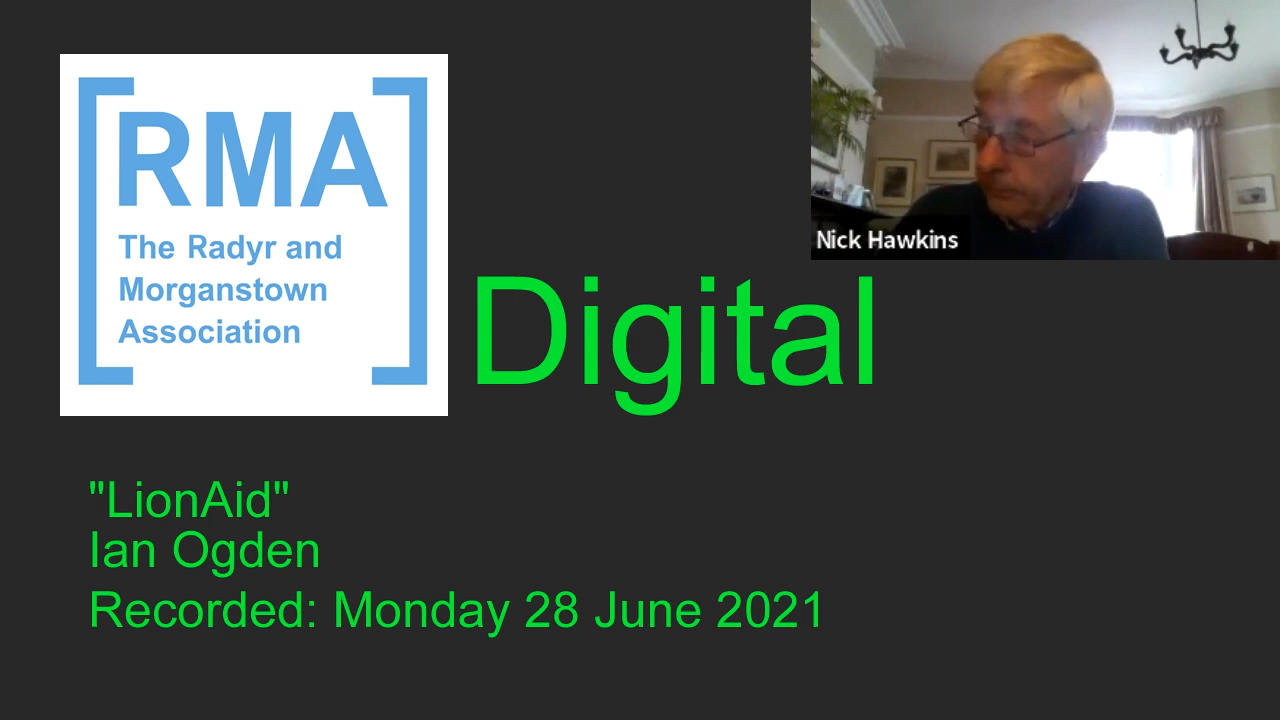 RMA
The Radyr and
Morganstown
Association
Digital
Nick Hawkins
"LionAid"
Ian Ogden
Recorded: Monday 28 June 2021